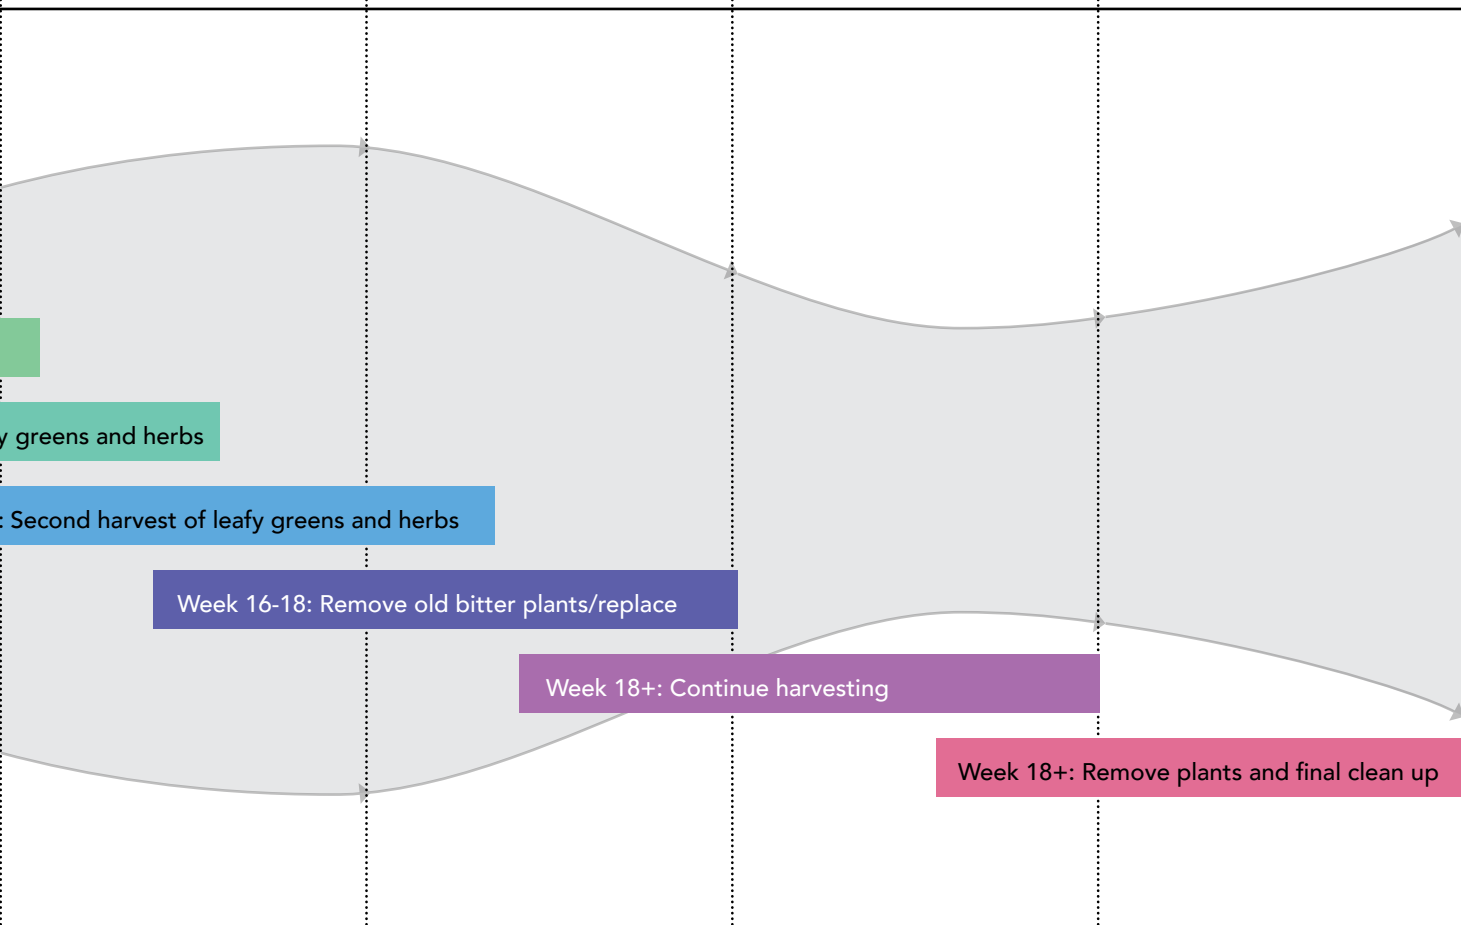 greens and herbs
: Second harvest of leafy greens and herbs
Week 16-18: Remove old bitter plants/replace
Week 18+: Continue harvesting
Week 18+: Remove plants and final clean up